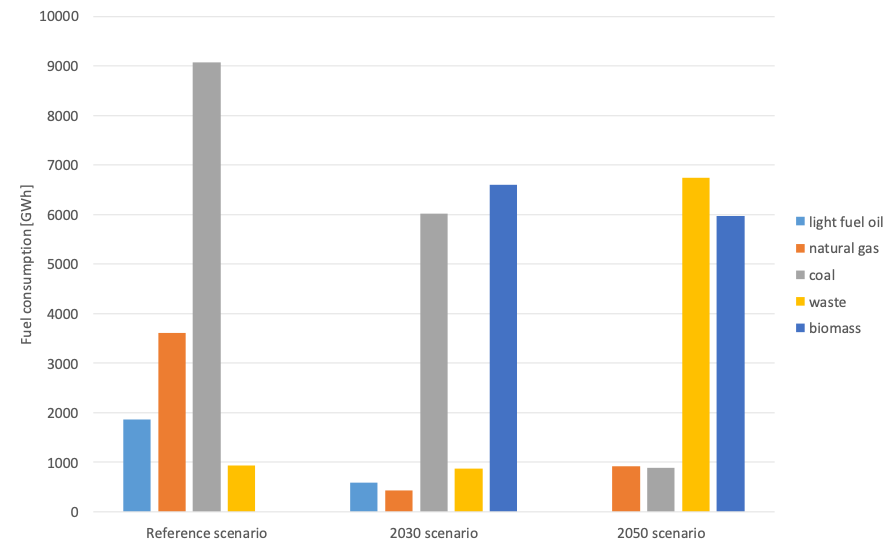 10000
9000
8000
7000
6000
5000
4000
3000
2000
1000
0
Fuel consumption [GWh]
Reference scenario
2030 scenario
2050 scenario
light fuel oil
natural gas
coal
waste
biomass